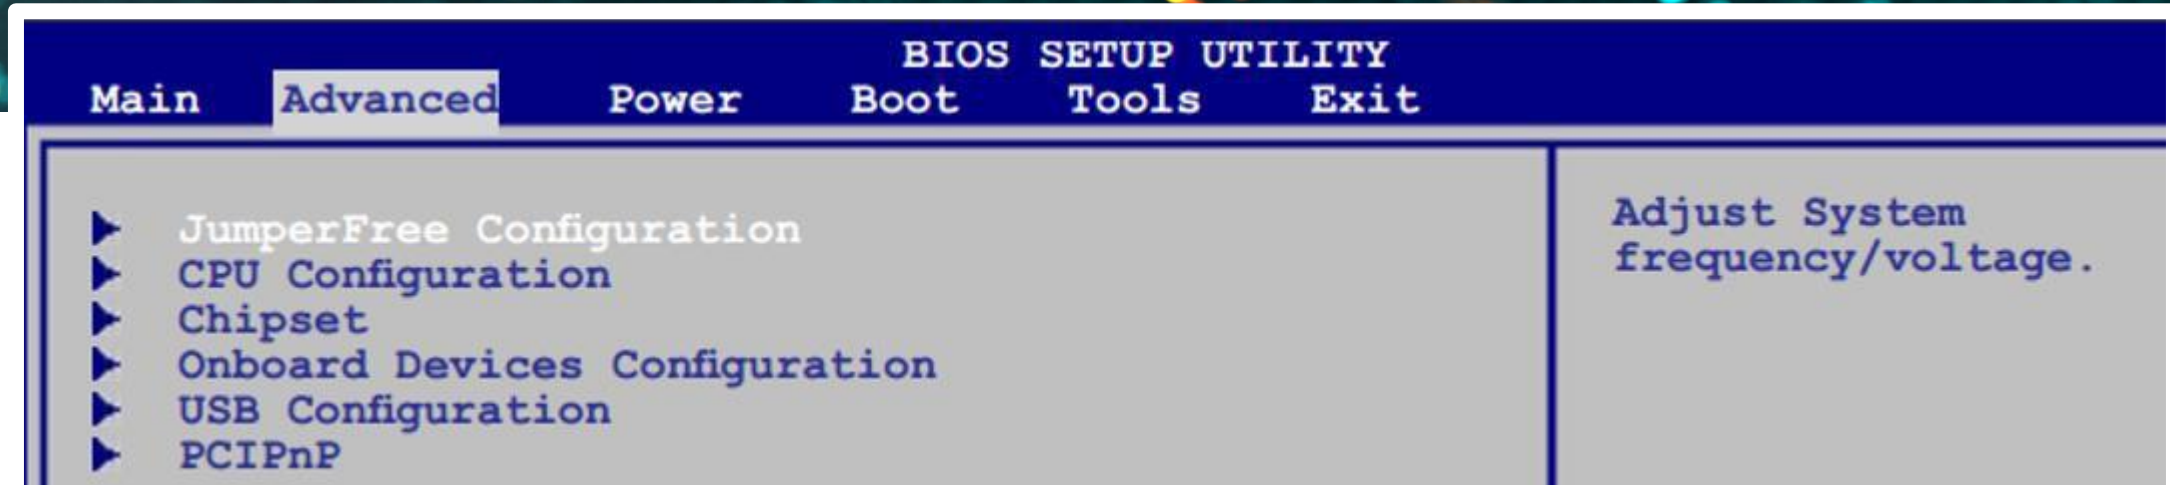 BIOS SETUP UTILITY
Main Advanced Power Boot Tools Exit
JumperFree Configuration
CPU Configuration
Chipset
Onboard Devices Configuration
USB Configuration
PCIPnP
Adjust System
frequency/voltage.